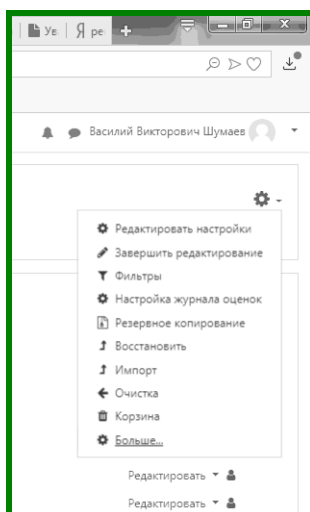 Ув Я ре
Василий Викторович Шумаев
Редактировать настройки
Завершить редактирование
Фильтры
Настройка журнала оценок
Резервное копирование
Восстановить
Импорт
Очистка
Корзина
Больше...
Редактировать
Редактировать